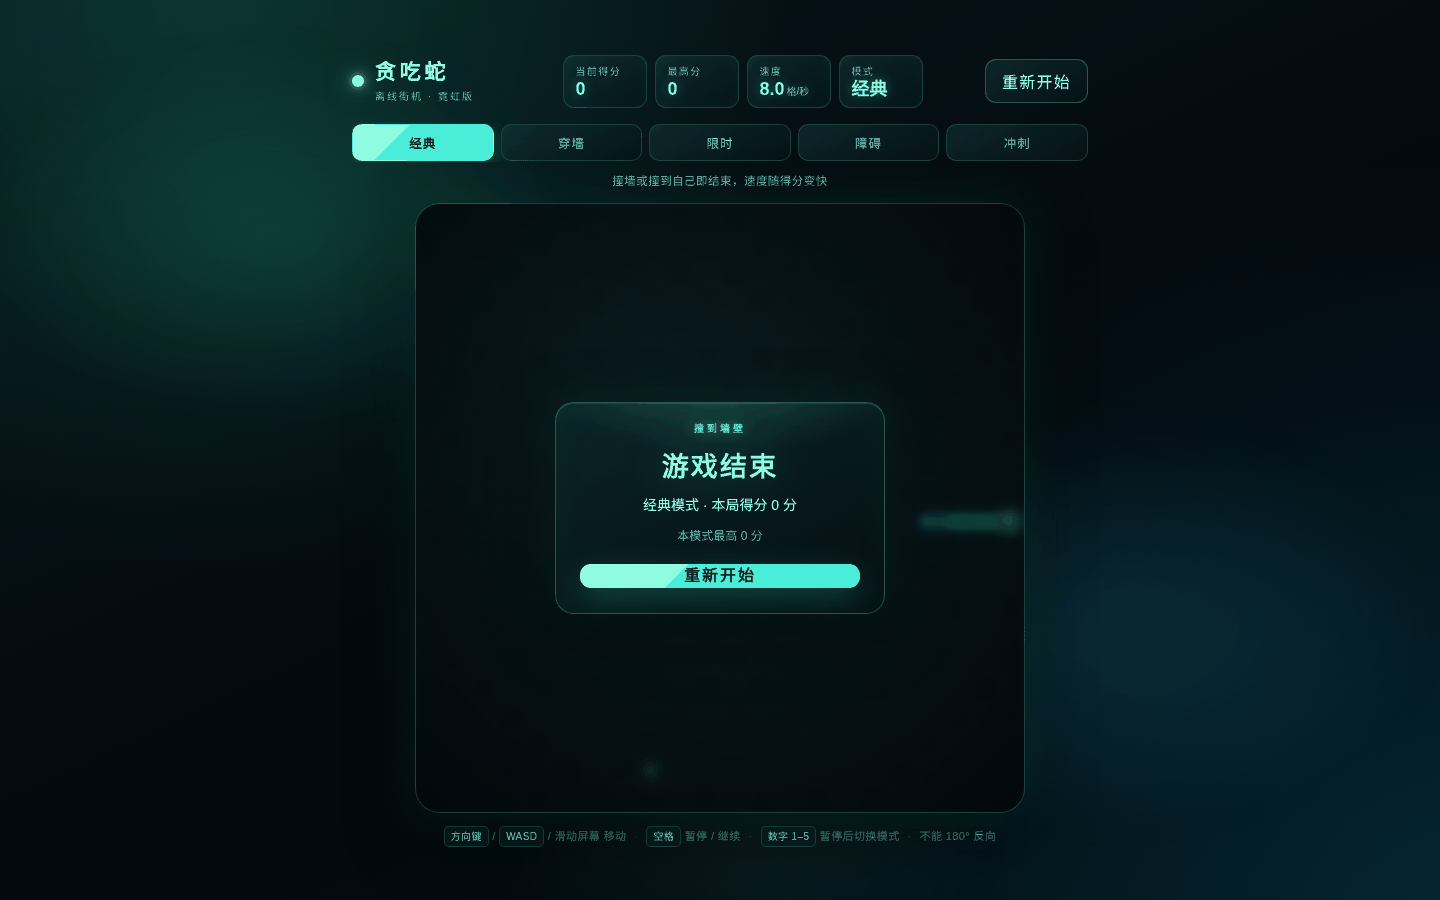 贪吃蛇
离线街机 · 霓虹版
当前得分
0
最高分
0
速度
8.0 格/秒
模式
经典
重新开始
经典
穿墙
限时
障碍
冲刺
撞墙或撞到自己即结束，速度随得分变快
撞到墙壁
游戏结束
经典模式 · 本局得分 0 分
本模式最高 0 分
重新开始
方向键 / WASD / 滑动屏幕 移动 · 空格 暂停 / 继续 · 数字 1–5 暂停后切换模式 · 不能 180° 反向